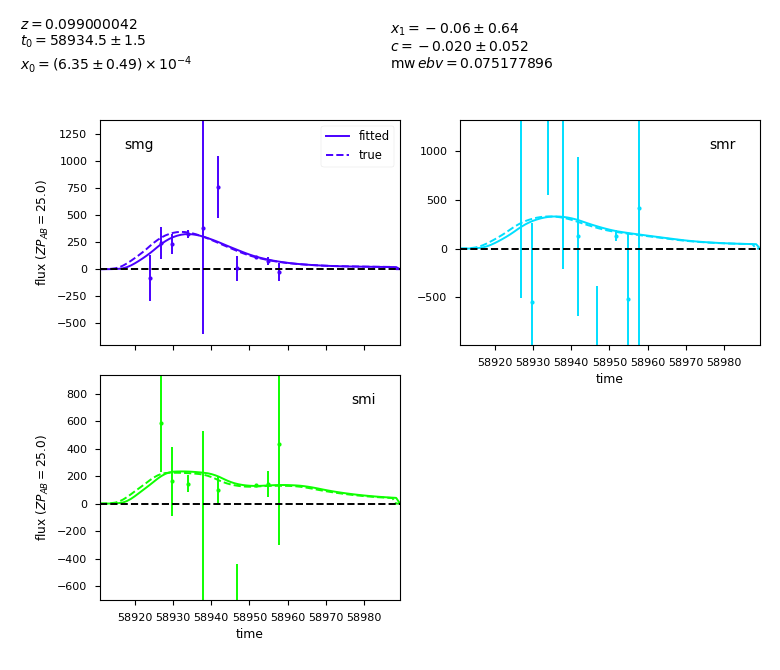 z = 0.099000042
t₀ = 58934.5 ± 1.5
x₀ = (6.35 ± 0.49) × 10⁻⁴
x₁ = −0.06 ± 0.64
c = −0.020 ± 0.052
mw ebv = 0.075177896
smg
fitted
true
1250
1000
750
500
250
0
−250
−500
flux (ZP_AB = 25.0)
smr
1000
500
0
−500
58920 58930 58940 58950 58960 58970 58980
time
smi
800
600
400
200
0
−200
−400
−600
flux (ZP_AB = 25.0)
58920 58930 58940 58950 58960 58970 58980
time